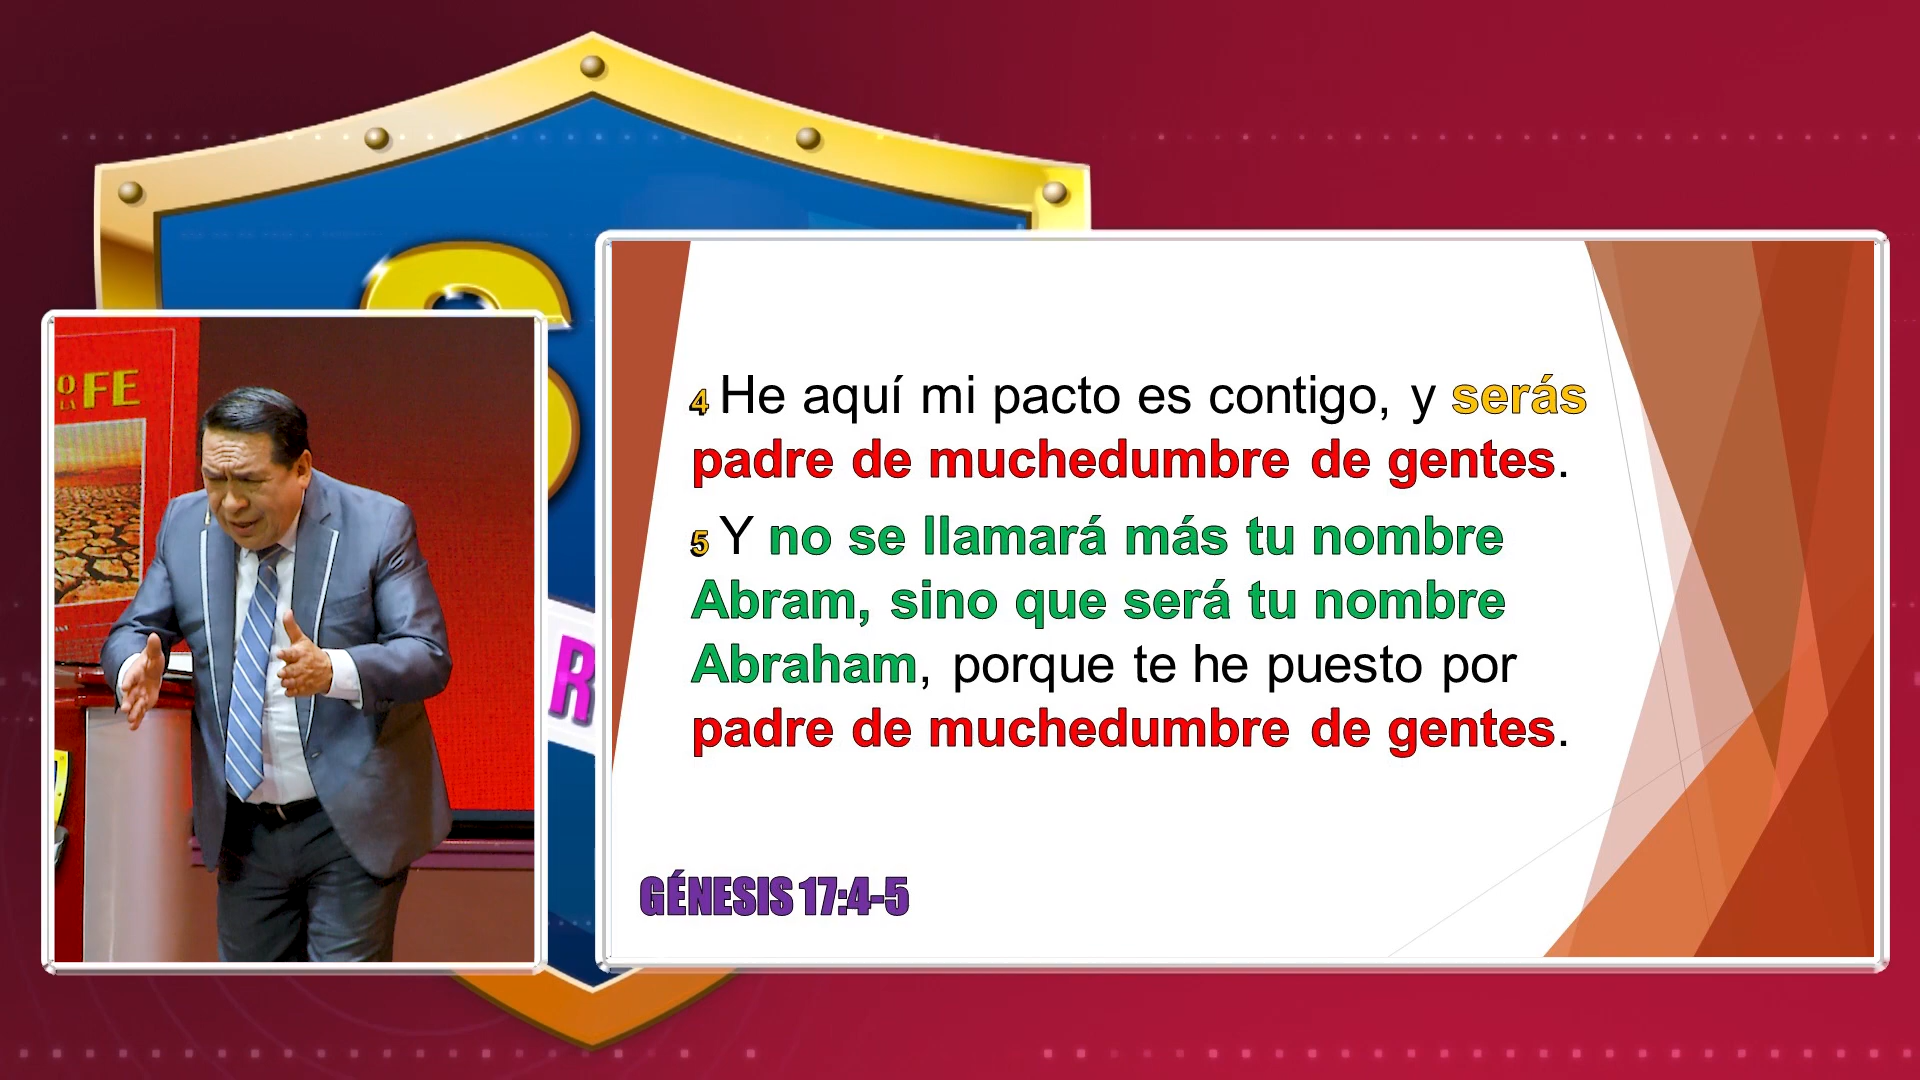 S
O FE
LA
R
4 He aquí mi pacto es contigo, y serás
padre de muchedumbre de gentes.
5 Y no se llamará más tu nombre
Abram, sino que será tu nombre
Abraham, porque te he puesto por
padre de muchedumbre de gentes.
GÉNESIS 17:4-5